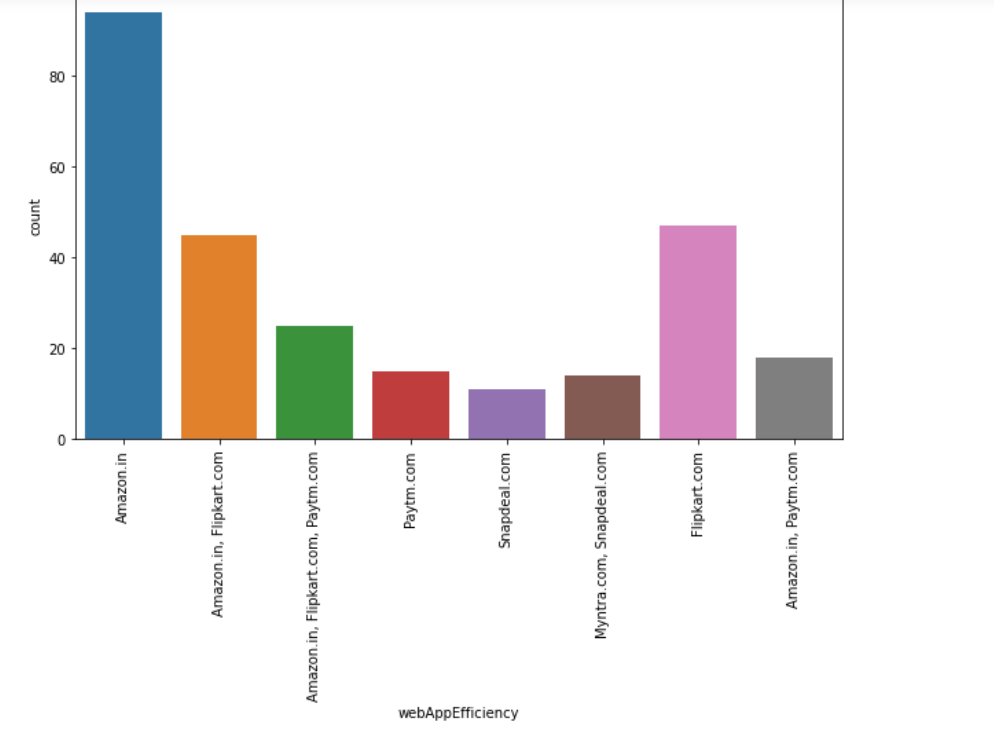 80
60
40
20
0
count
Amazon.in
Amazon.in, Flipkart.com
Amazon.in, Flipkart.com, Paytm.com
Paytm.com
Snapdeal.com
Myntra.com, Snapdeal.com
Flipkart.com
Amazon.in, Paytm.com
webAppEfficiency